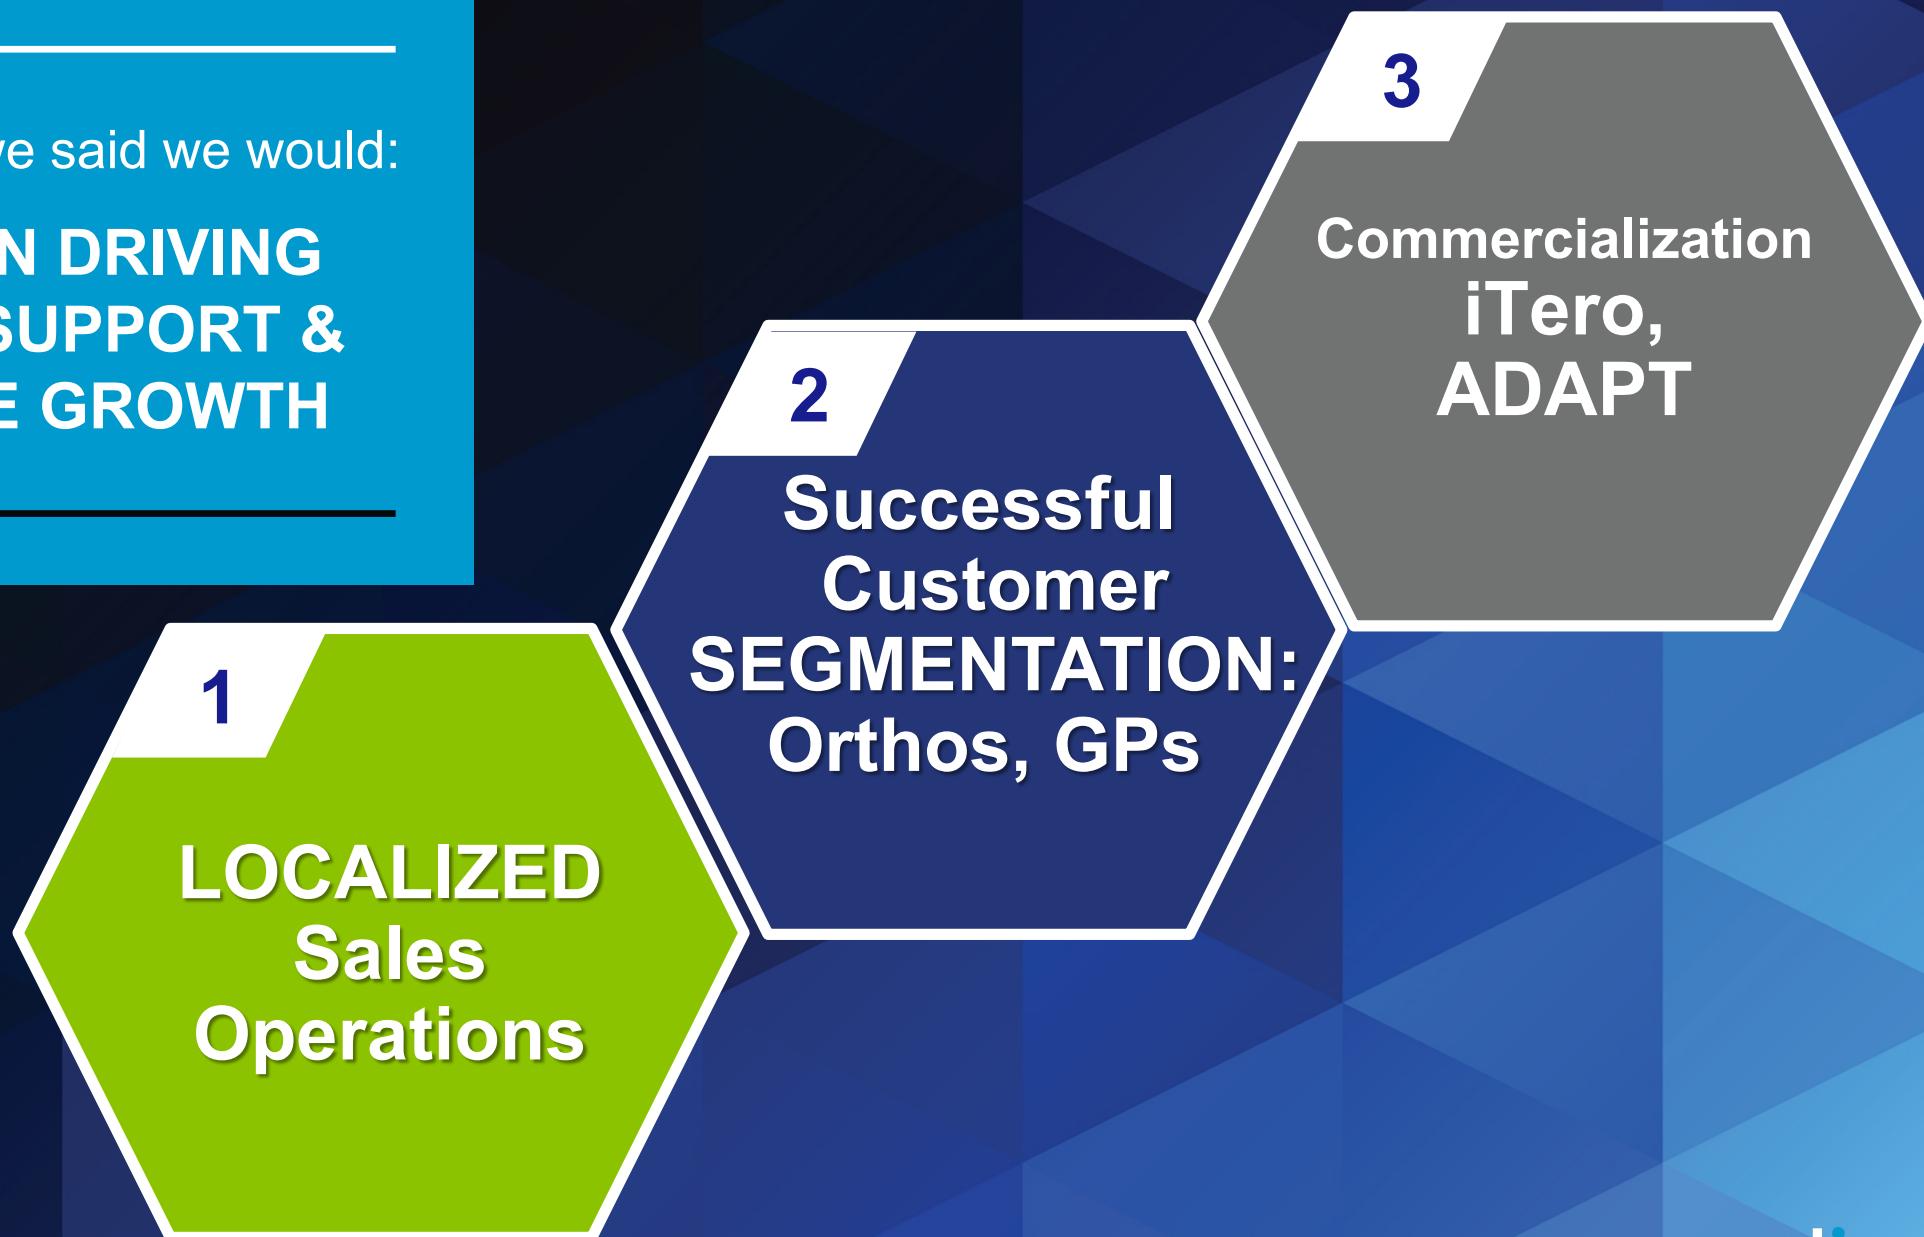 we said we would:
DRIVING
SUPPORT &
GROWTH
1
LOCALIZED
Sales
Operations
2
Successful
Customer
SEGMENTATION:
Orthos, GPs
3
Commercialization
iTero,
ADAPT